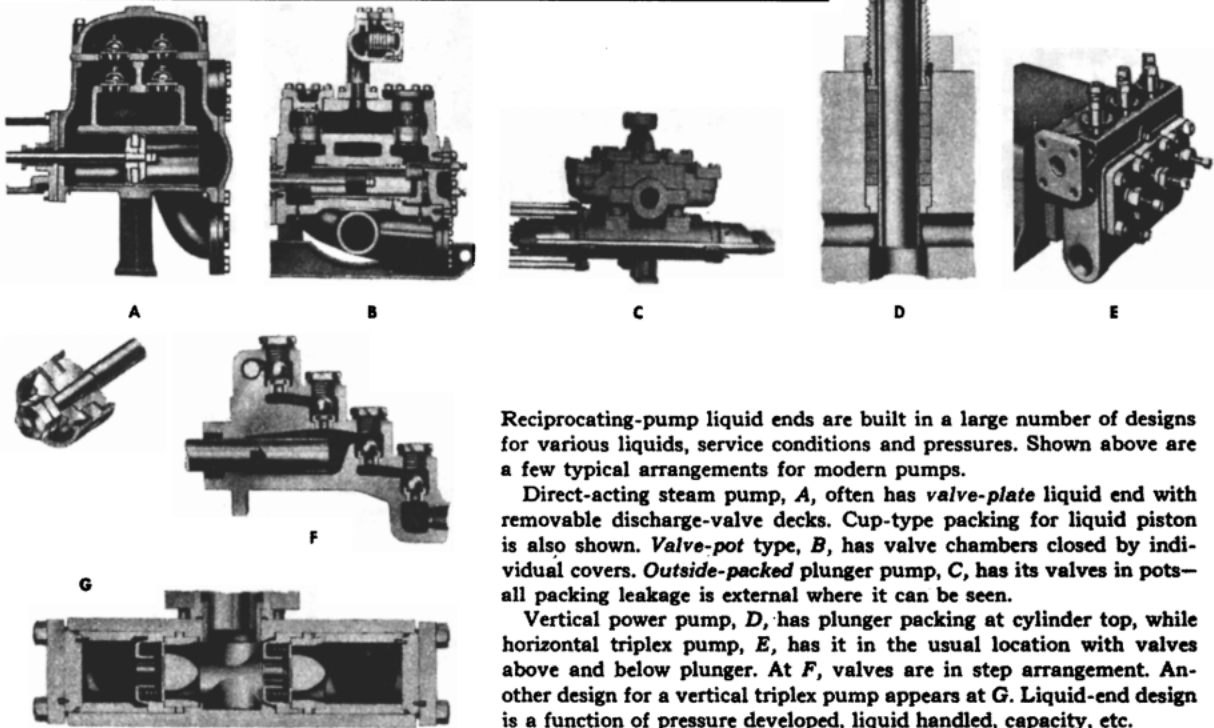 A
B
C
D
E
F
G
Reciprocating-pump liquid ends are built in a large number of designs
for various liquids, service conditions and pressures. Shown above are
a few typical arrangements for modern pumps.
Direct-acting steam pump, A, often has valve-plate liquid end with
removable discharge-valve decks. Cup-type packing for liquid piston
is also shown. Valve-pot type, B, has valve chambers closed by indi-
vidual covers. Outside-packed plunger pump, C, has its valves in pots—
all packing leakage is external where it can be seen.
Vertical power pump, D, has plunger packing at cylinder top, while
horizontal triplex pump, E, has it in the usual location with valves
above and below plunger. At F, valves are in step arrangement. An-
other design for a vertical triplex pump appears at G. Liquid-end design
is a function of pressure developed, liquid handled, capacity, etc.